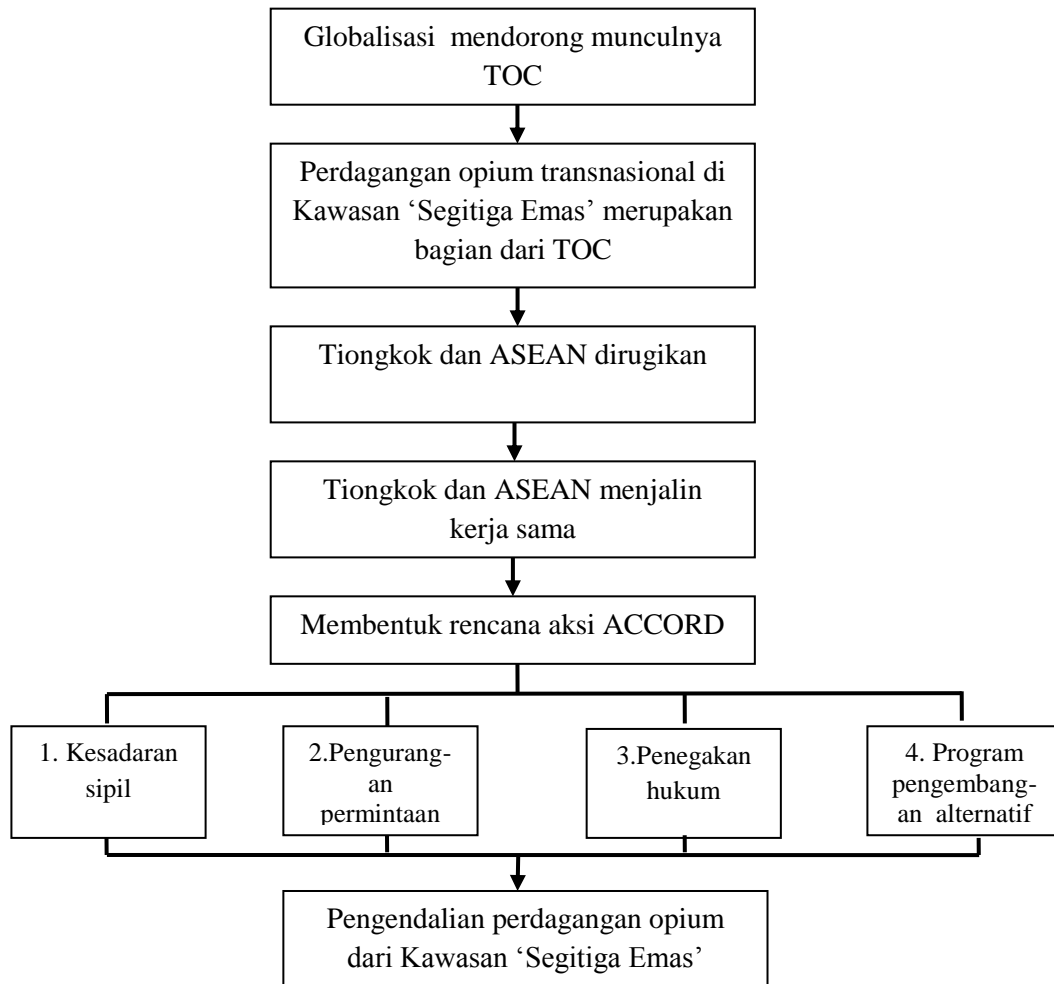 Globalisasi mendorong munculnya
TOC
Perdagangan opium transnasional di
Kawasan ‘Segitiga Emas’ merupakan
bagian dari TOC
Tiongkok dan ASEAN dirugikan
Tiongkok dan ASEAN menjalin
kerja sama
Membentuk rencana aksi ACCORD
1. Kesadaran
sipil
2.Pengurang-
an
permintaan
3.Penegakan
hukum
4. Program
pengembang-
an alternatif
Pengendalian perdagangan opium
dari Kawasan ‘Segitiga Emas’